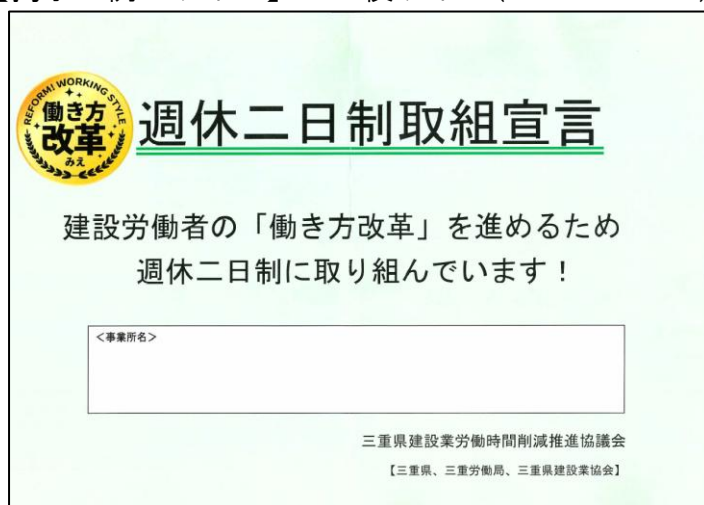 REFORM! WORKING STYLE
働き方
改革
みえ
週休二日制取組宣言
建設労働者の「働き方改革」を進めるため
週休二日制に取り組んでいます！
＜事業所名＞
三重県建設業労働時間削減推進協議会
【三重県、三重労働局、三重県建設業協会】